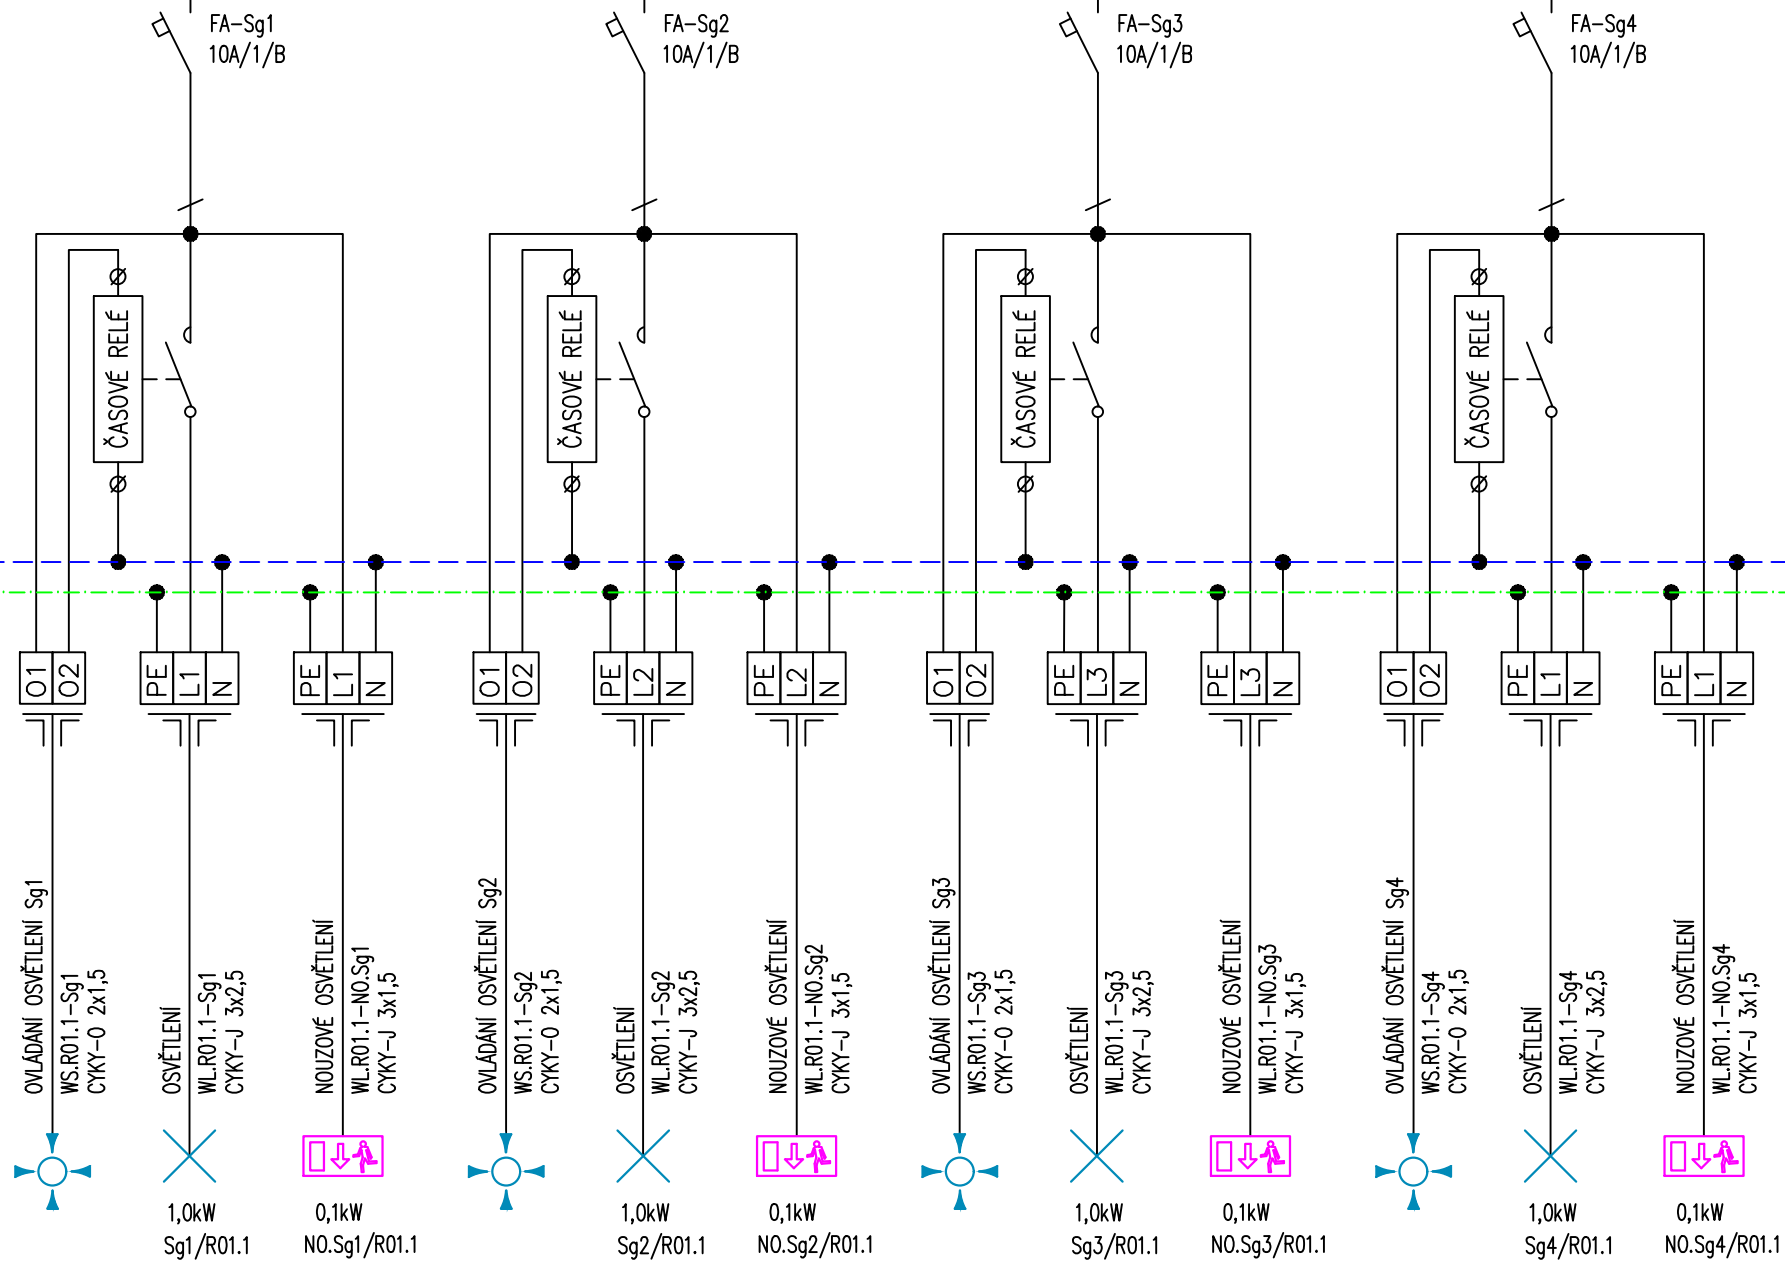 FA-Sg1
10A/1/B
FA-Sg2
10A/1/B
FA-Sg3
10A/1/B
FA-Sg4
10A/1/B
ČASOVÉ RELÉ
ČASOVÉ RELÉ
ČASOVÉ RELÉ
ČASOVÉ RELÉ
O1 O2
PE L1 N
PE L1 N
O1 O2
PE L2 N
PE L2 N
O1 O2
PE L3 N
PE L3 N
O1 O2
PE L1 N
PE L1 N
OVLÁDÁNÍ OSVĚTLENÍ Sg1
WS.R01.1-Sg1
CYKY-O 2x1,5
OSVĚTLENÍ
WL.R01.1-Sg1
CYKY-J 3x2,5
NOUZOVÉ OSVĚTLENÍ
WL.R01.1-NO.Sg1
CYKY-J 3x1,5
OVLÁDÁNÍ OSVĚTLENÍ Sg2
WS.R01.1-Sg2
CYKY-O 2x1,5
OSVĚTLENÍ
WL.R01.1-Sg2
CYKY-J 3x2,5
NOUZOVÉ OSVĚTLENÍ
WL.R01.1-NO.Sg2
CYKY-J 3x1,5
OVLÁDÁNÍ OSVĚTLENÍ Sg3
WS.R01.1-Sg3
CYKY-O 2x1,5
OSVĚTLENÍ
WL.R01.1-Sg3
CYKY-J 3x2,5
NOUZOVÉ OSVĚTLENÍ
WL.R01.1-NO.Sg3
CYKY-J 3x1,5
OVLÁDÁNÍ OSVĚTLENÍ Sg4
WS.R01.1-Sg4
CYKY-O 2x1,5
OSVĚTLENÍ
WL.R01.1-Sg4
CYKY-J 3x2,5
NOUZOVÉ OSVĚTLENÍ
WL.R01.1-NO.Sg4
CYKY-J 3x1,5
1,0kW
Sg1/R01.1
0,1kW
NO.Sg1/R01.1
1,0kW
Sg2/R01.1
0,1kW
NO.Sg2/R01.1
1,0kW
Sg3/R01.1
0,1kW
NO.Sg3/R01.1
1,0kW
Sg4/R01.1
0,1kW
NO.Sg4/R01.1